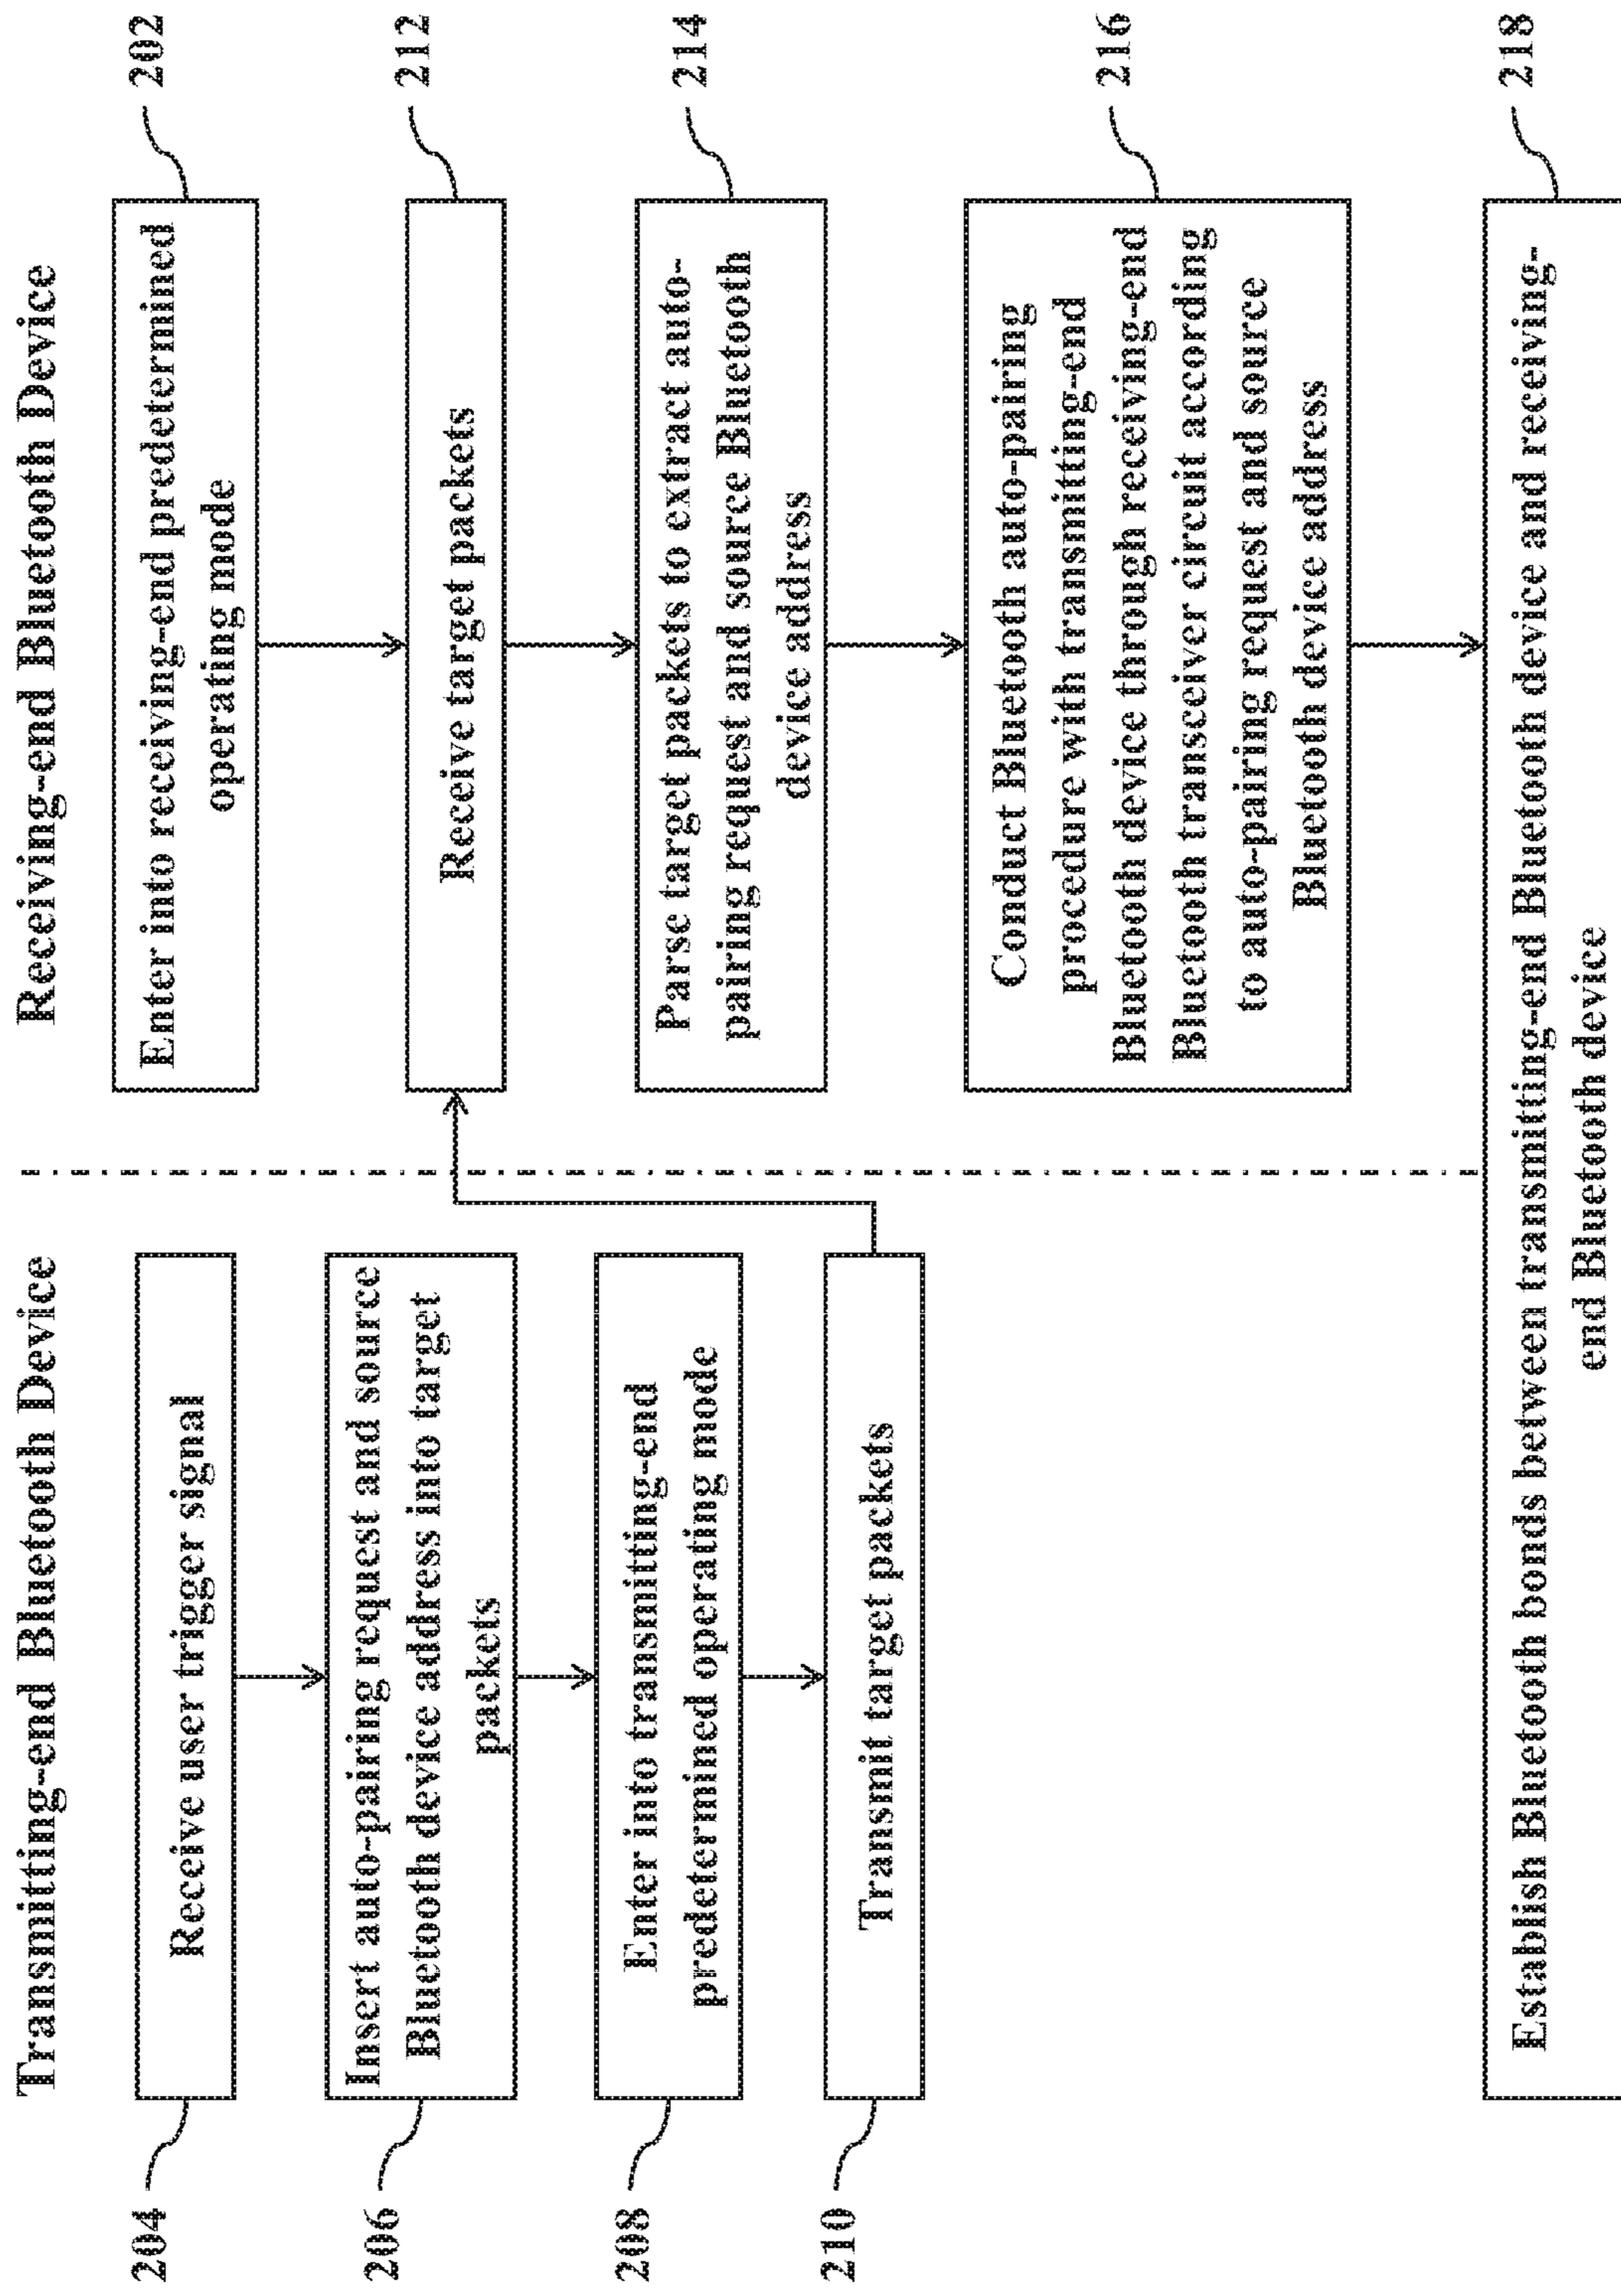 Transmitting-end Bluetooth Device
204
Receive user trigger signal
206
Insert auto-pairing request and source
Bluetooth device address into target
packets
208
Enter into transmitting-end
predetermined operating mode
210
Transmit target packets
Receiving-end Bluetooth Device
Enter into receiving-end predetermined
operating mode
202
Receive target packets
212
Parse target packets to extract auto-
pairing request and source Bluetooth
device address
214
Conduct Bluetooth auto-pairing
procedure with transmitting-end
Bluetooth device through receiving-end
Bluetooth transceiver circuit according
to auto-pairing request and source
Bluetooth device address
216
Establish Bluetooth bonds between transmitting-end Bluetooth device and receiving-
end Bluetooth device
218